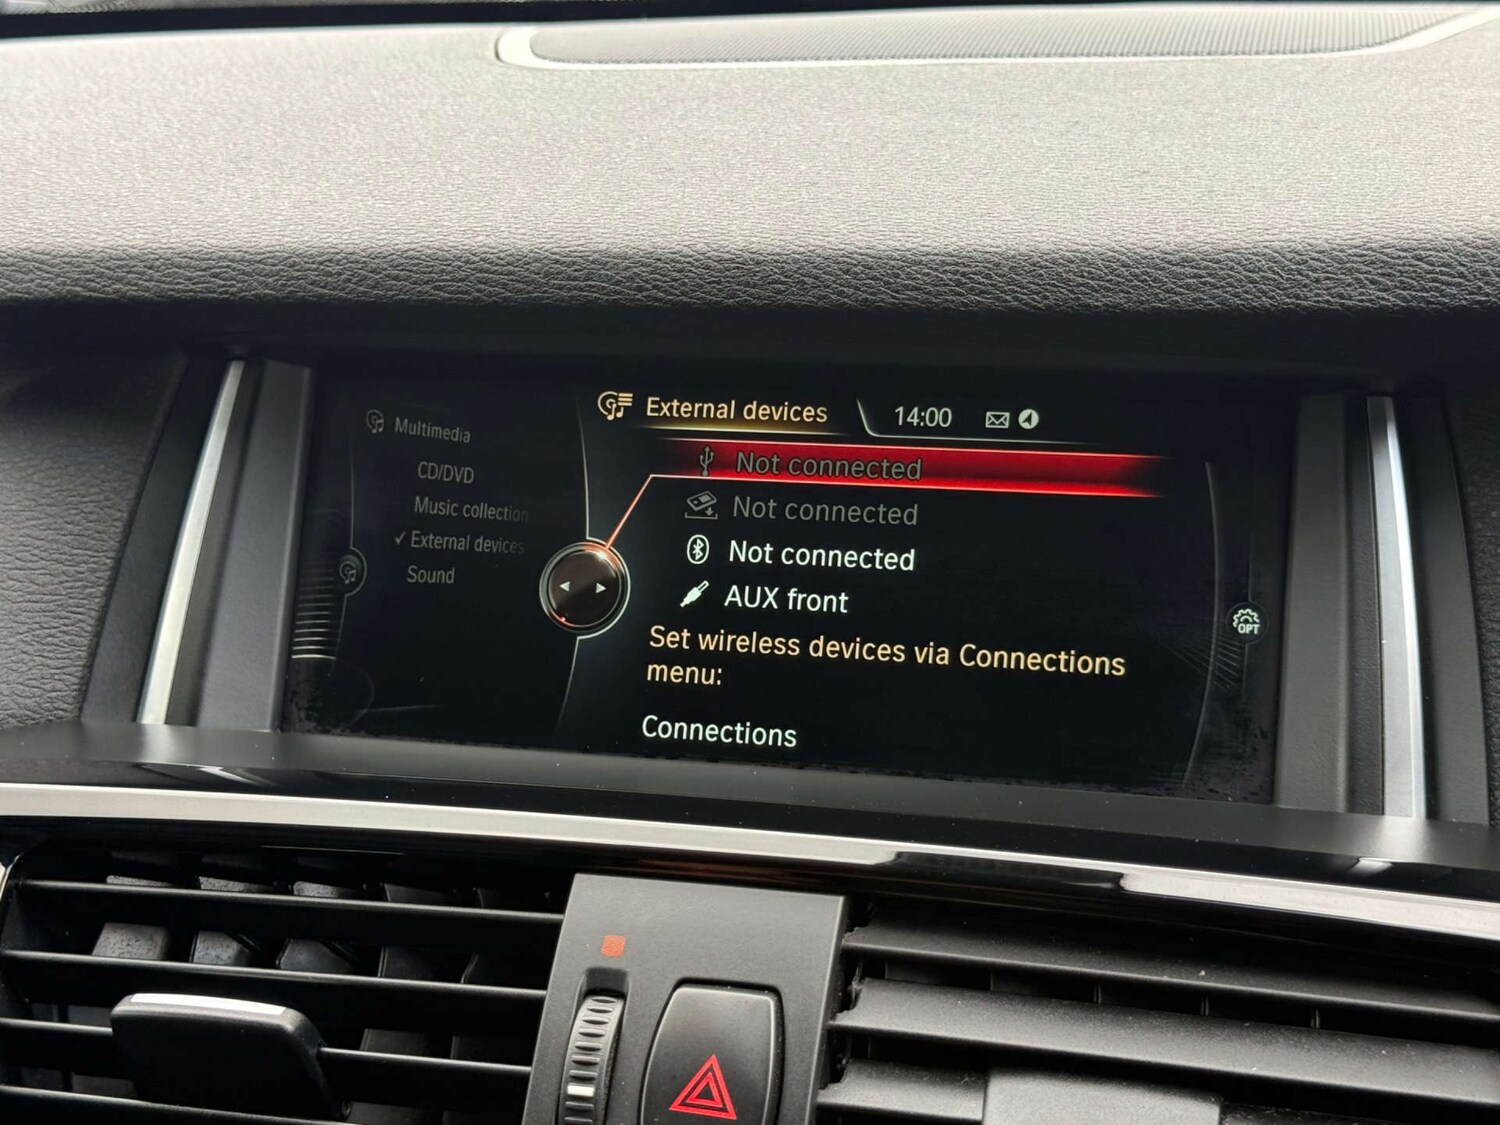 Multimedia
CD/DVD
Music collection
✓ External devices
Sound
External devices
14:00
Not connected
Not connected
Not connected
AUX front
Set wireless devices via Connections
menu:
Connections
OPT